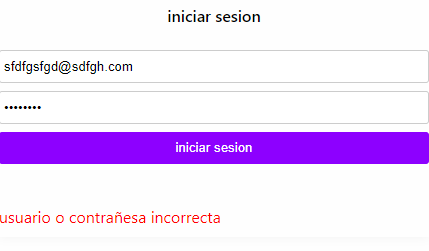 iniciar sesion
sfdfgsfgd@sdfgh.com
••••••••
iniciar sesion
usuario o contrañesa incorrecta